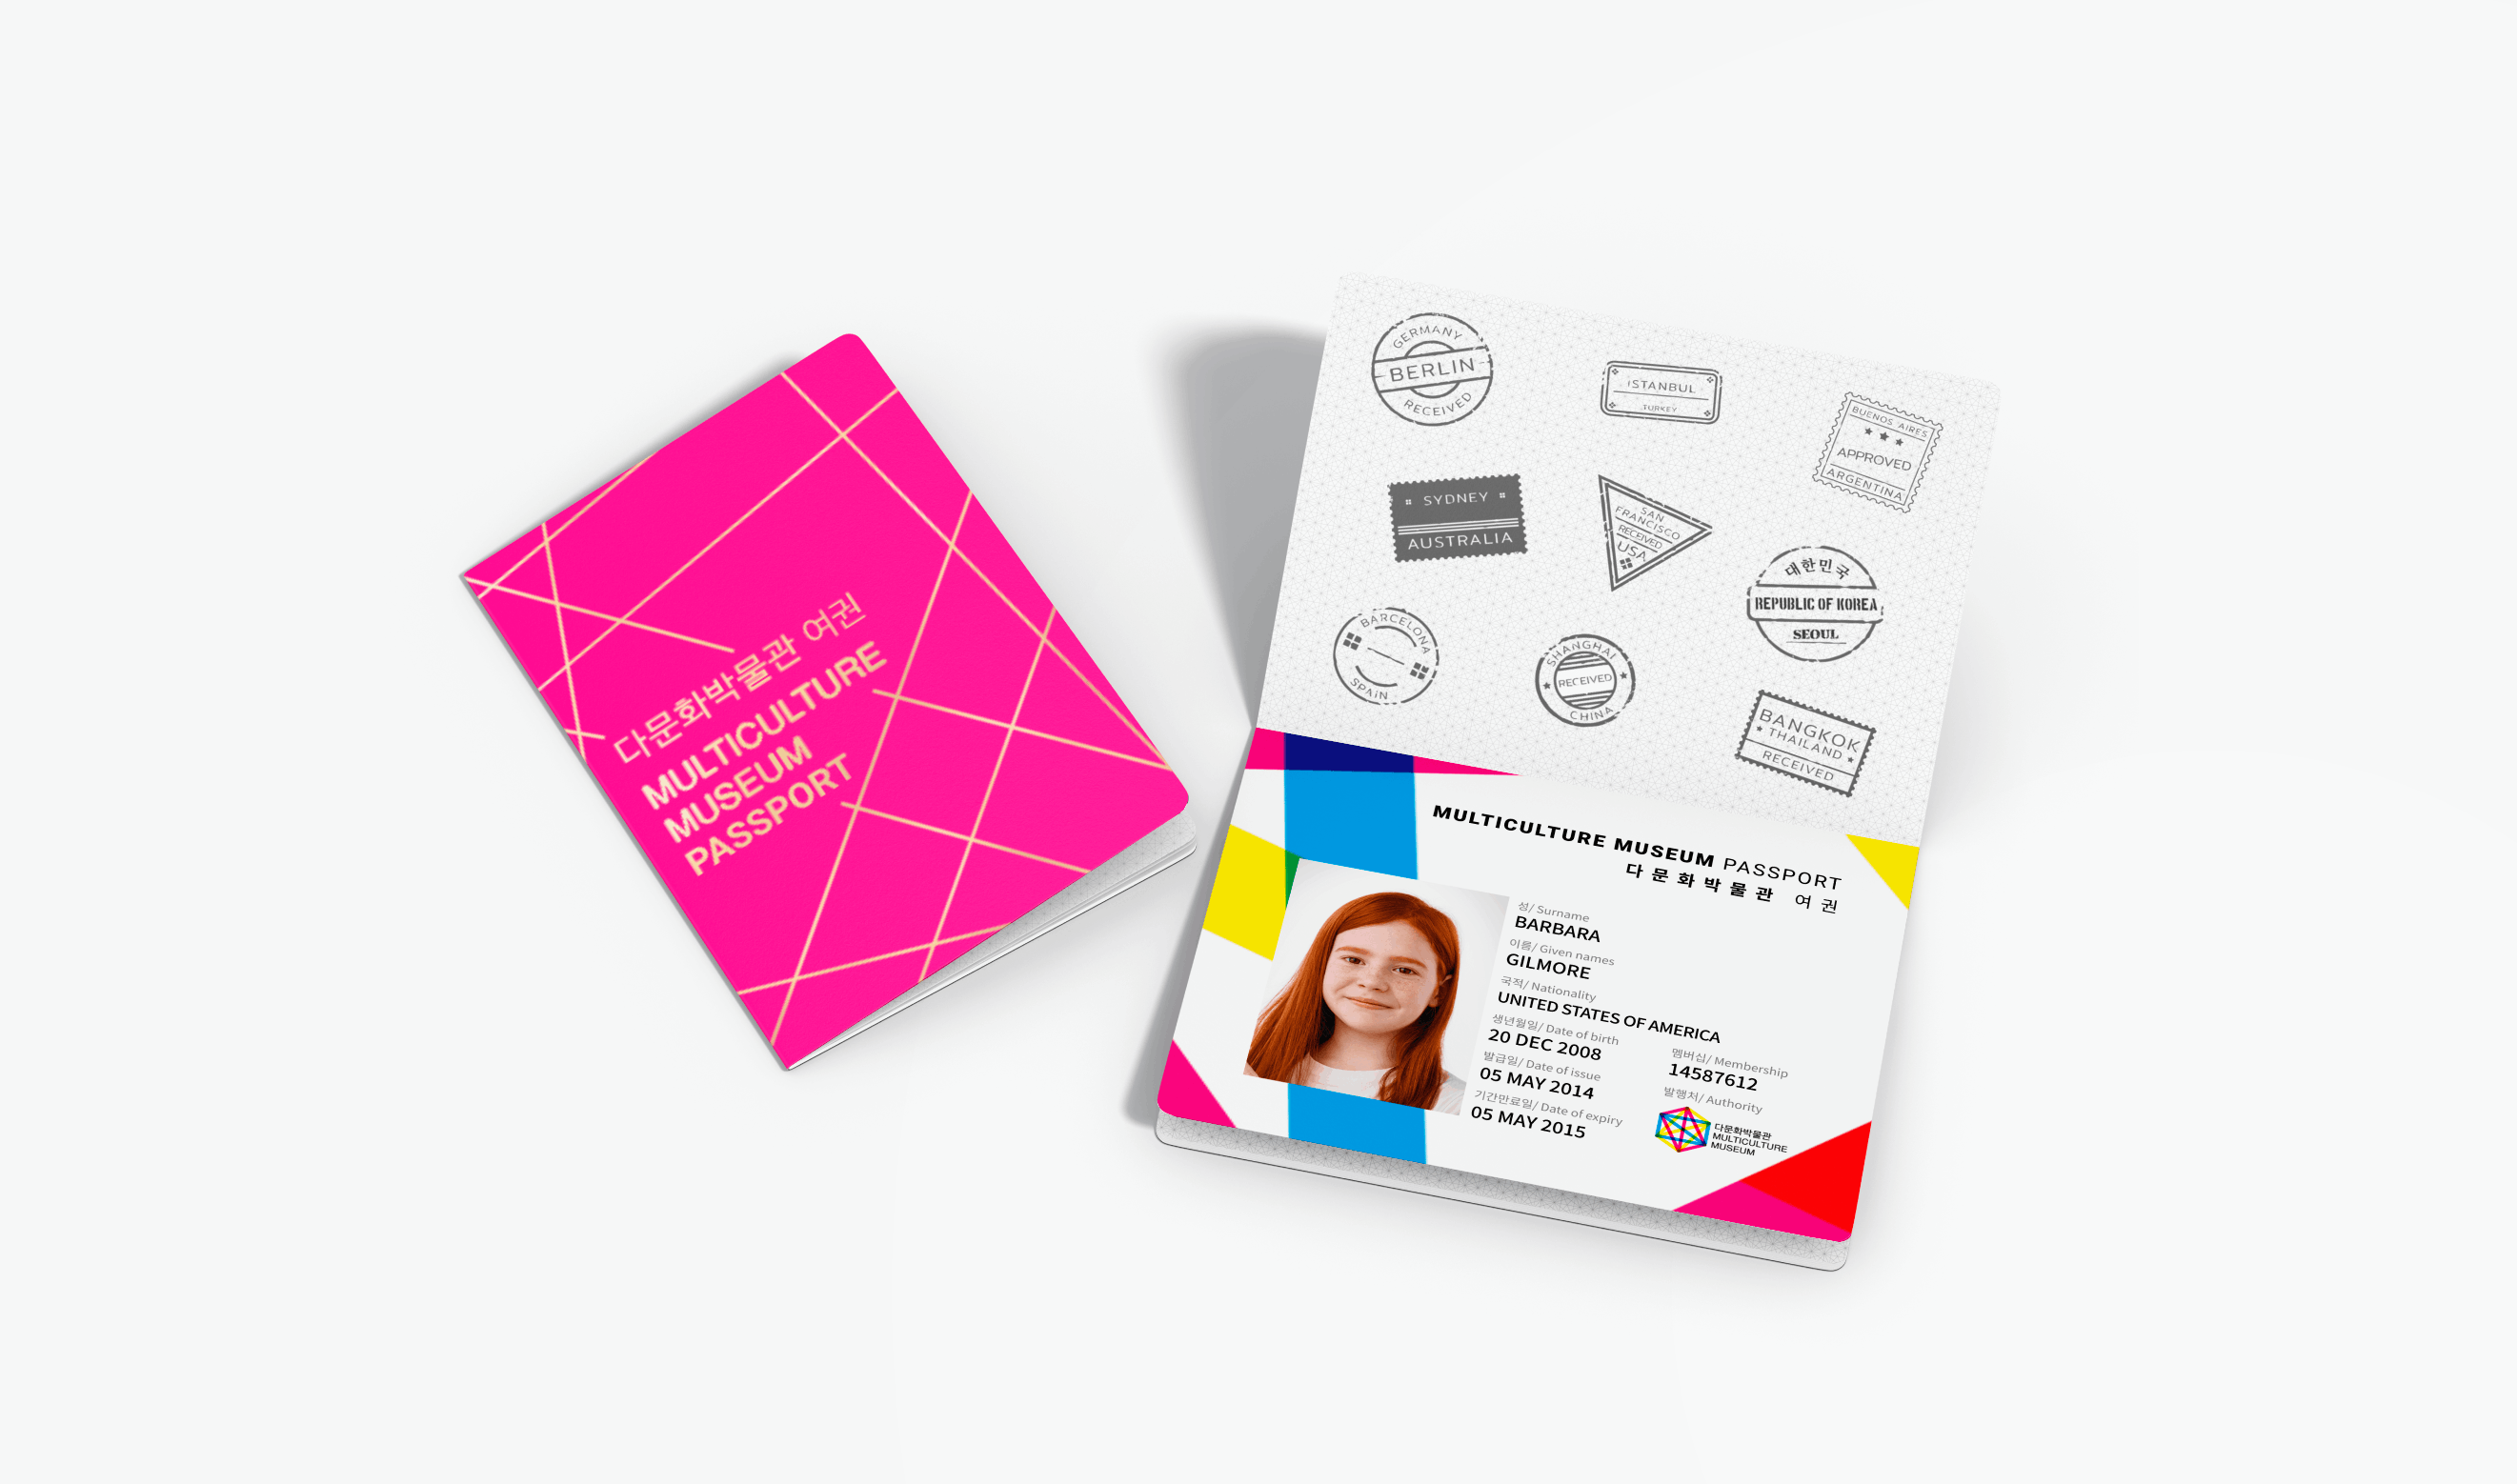 다문화박물관 여권
MULTICULTURE
MUSEUM
PASSPORT
GERMANY
BERLIN
RECEIVED
iSTANBUL
TURKEY
BUENOS AIRES
APPROVED
ARGENTINA
SYDNEY
AUSTRALIA
SAN
FRANCISCO
RECEIVED
USA
대한민국
REPUBLIC OF KOREA
SEOUL
BARCELONA
SPAiN
SHANGHAI
RECEIVED
CHINA
BANGKOK
THAILAND
RECEIVED
MULTICULTURE MUSEUM PASSPORT
다문화박물관 여권
성/ Surname
BARBARA
이름/ Given names
GILMORE
국적/ Nationality
UNITED STATES OF AMERICA
생년월일/ Date of birth
20 DEC 2008
발급일/ Date of issue
05 MAY 2014
기간만료일/ Date of expiry
05 MAY 2015
멤버십/ Membership
14587612
발행처/ Authority
다문화박물관
MULTICULTURE
MUSEUM